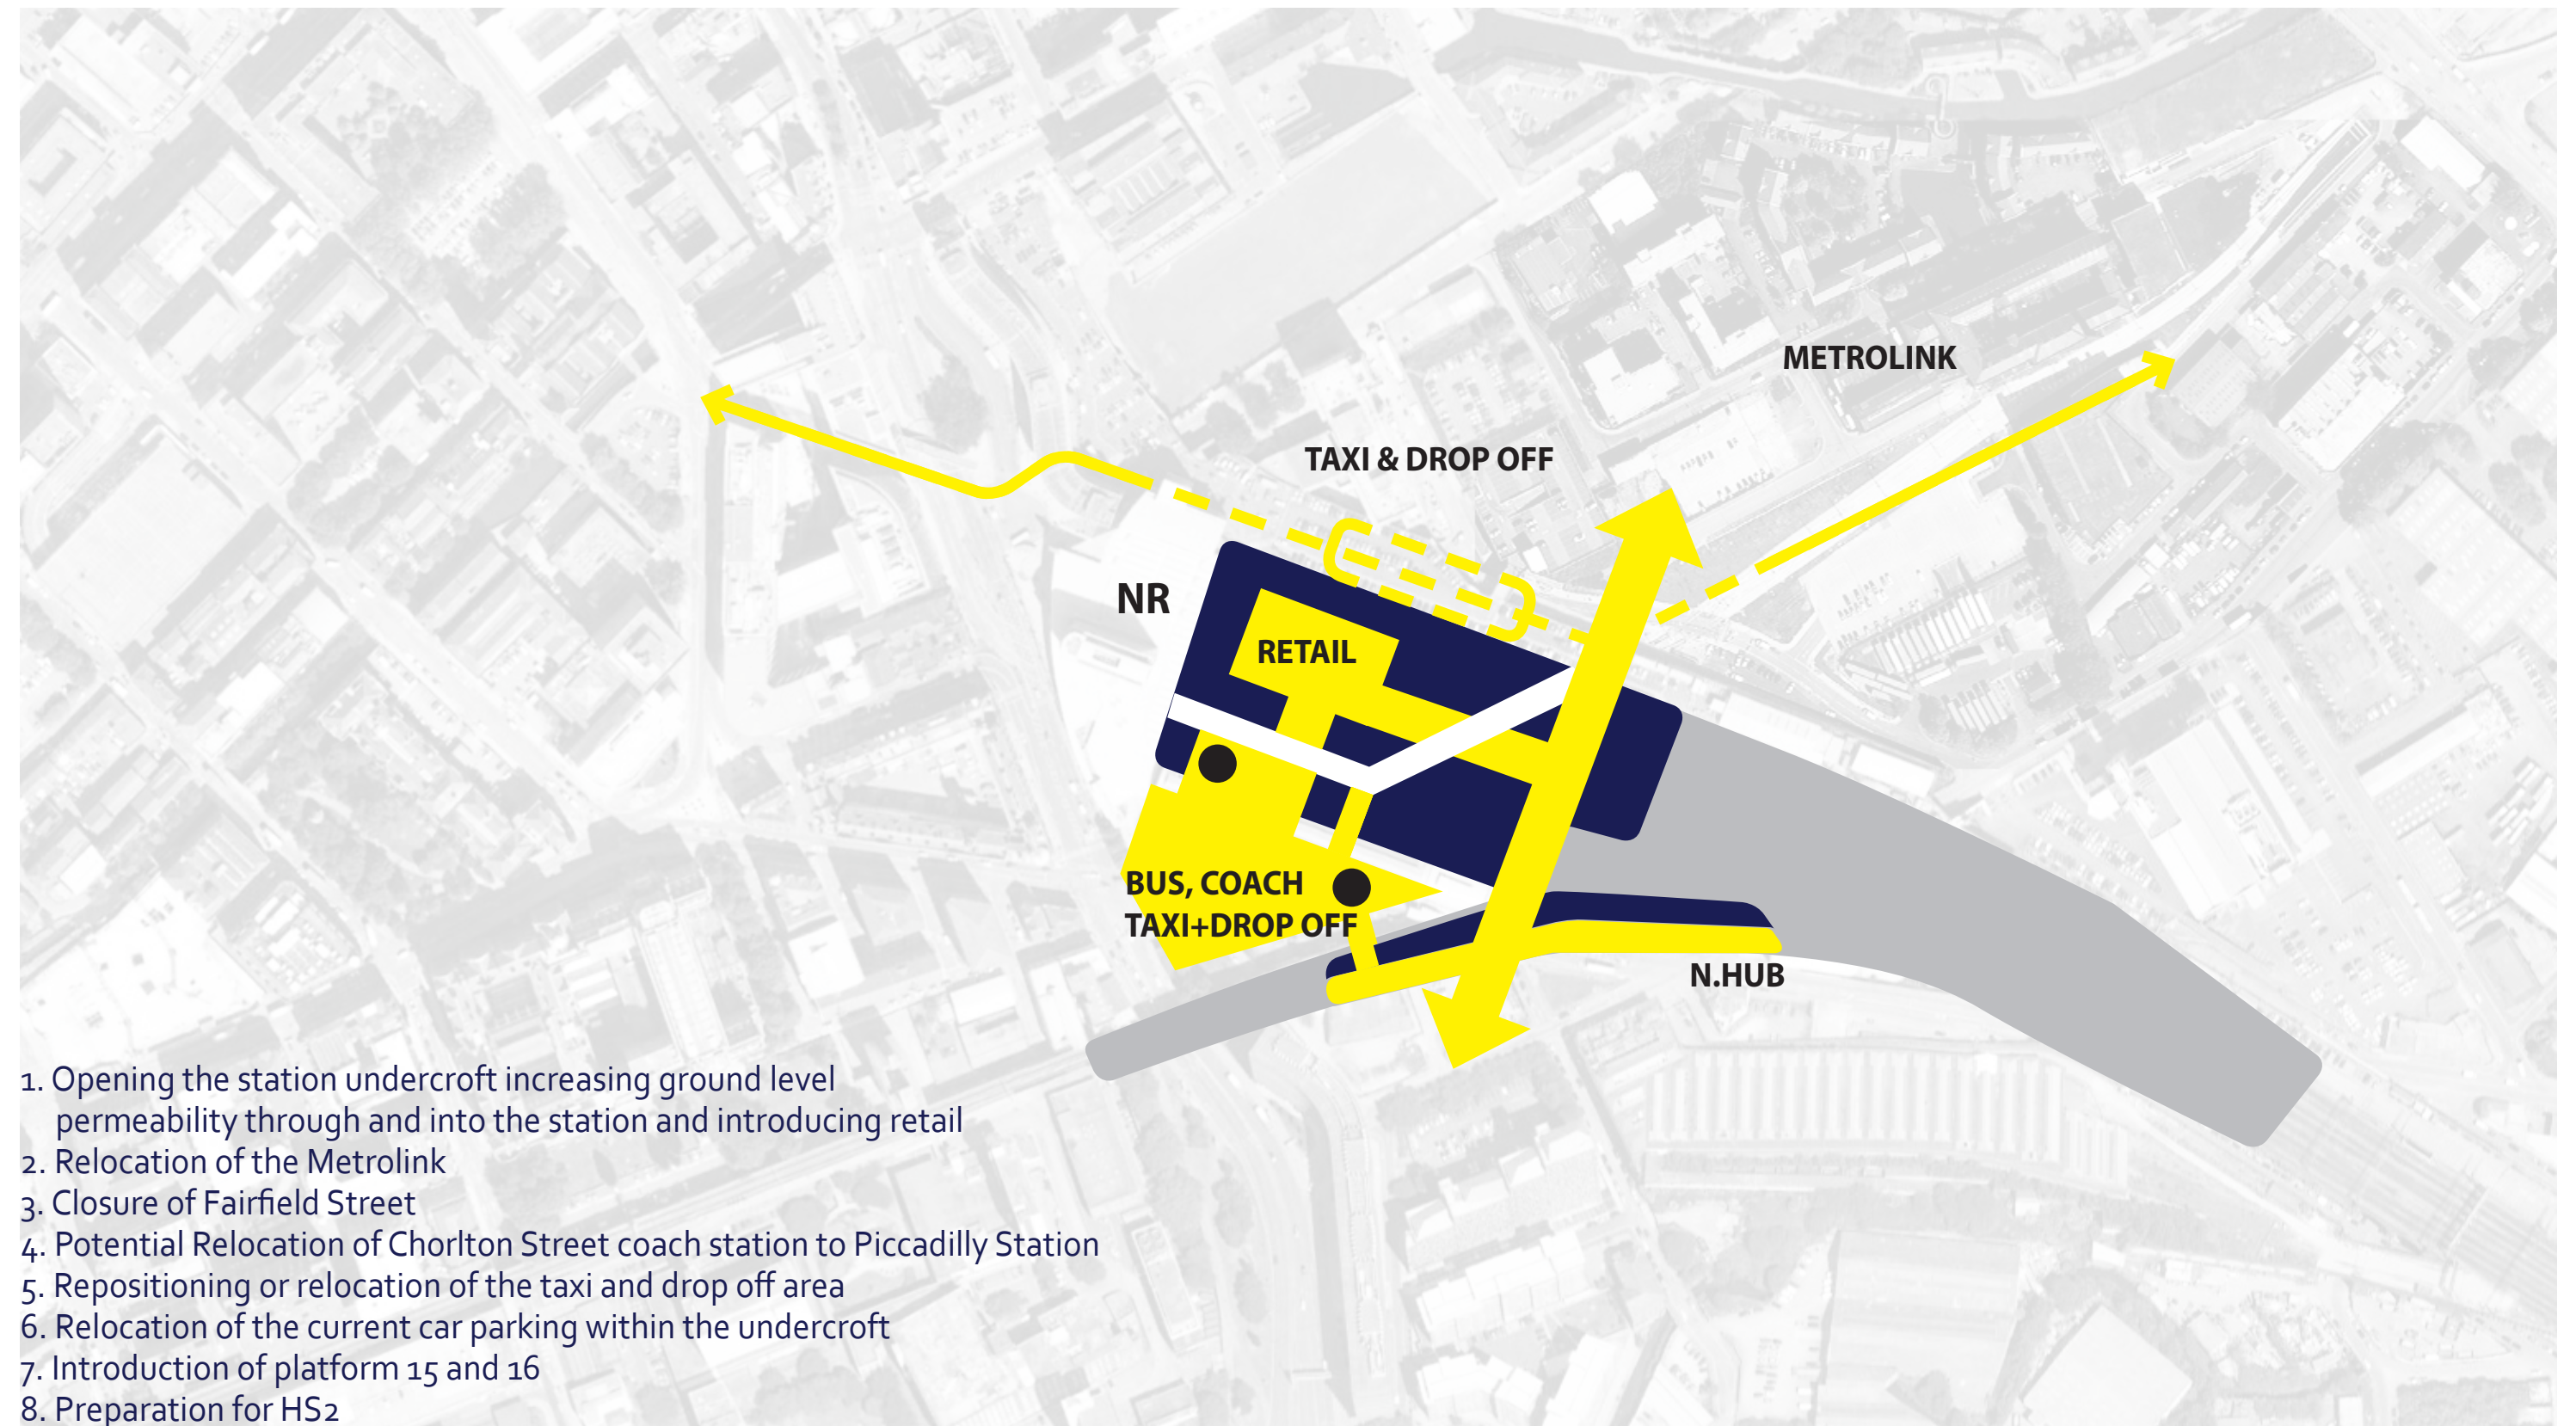 METROLINK
TAXI & DROP OFF
NR
RETAIL
BUS, COACH
TAXI+DROP OFF
N.HUB
1. Opening the station undercroft increasing ground level
permeability through and into the station and introducing retail
2. Relocation of the Metrolink
3. Closure of Fairfield Street
4. Potential Relocation of Chorlton Street coach station to Piccadilly Station
5. Repositioning or relocation of the taxi and drop off area
6. Relocation of the current car parking within the undercroft
7. Introduction of platform 15 and 16
8. Preparation for HS2